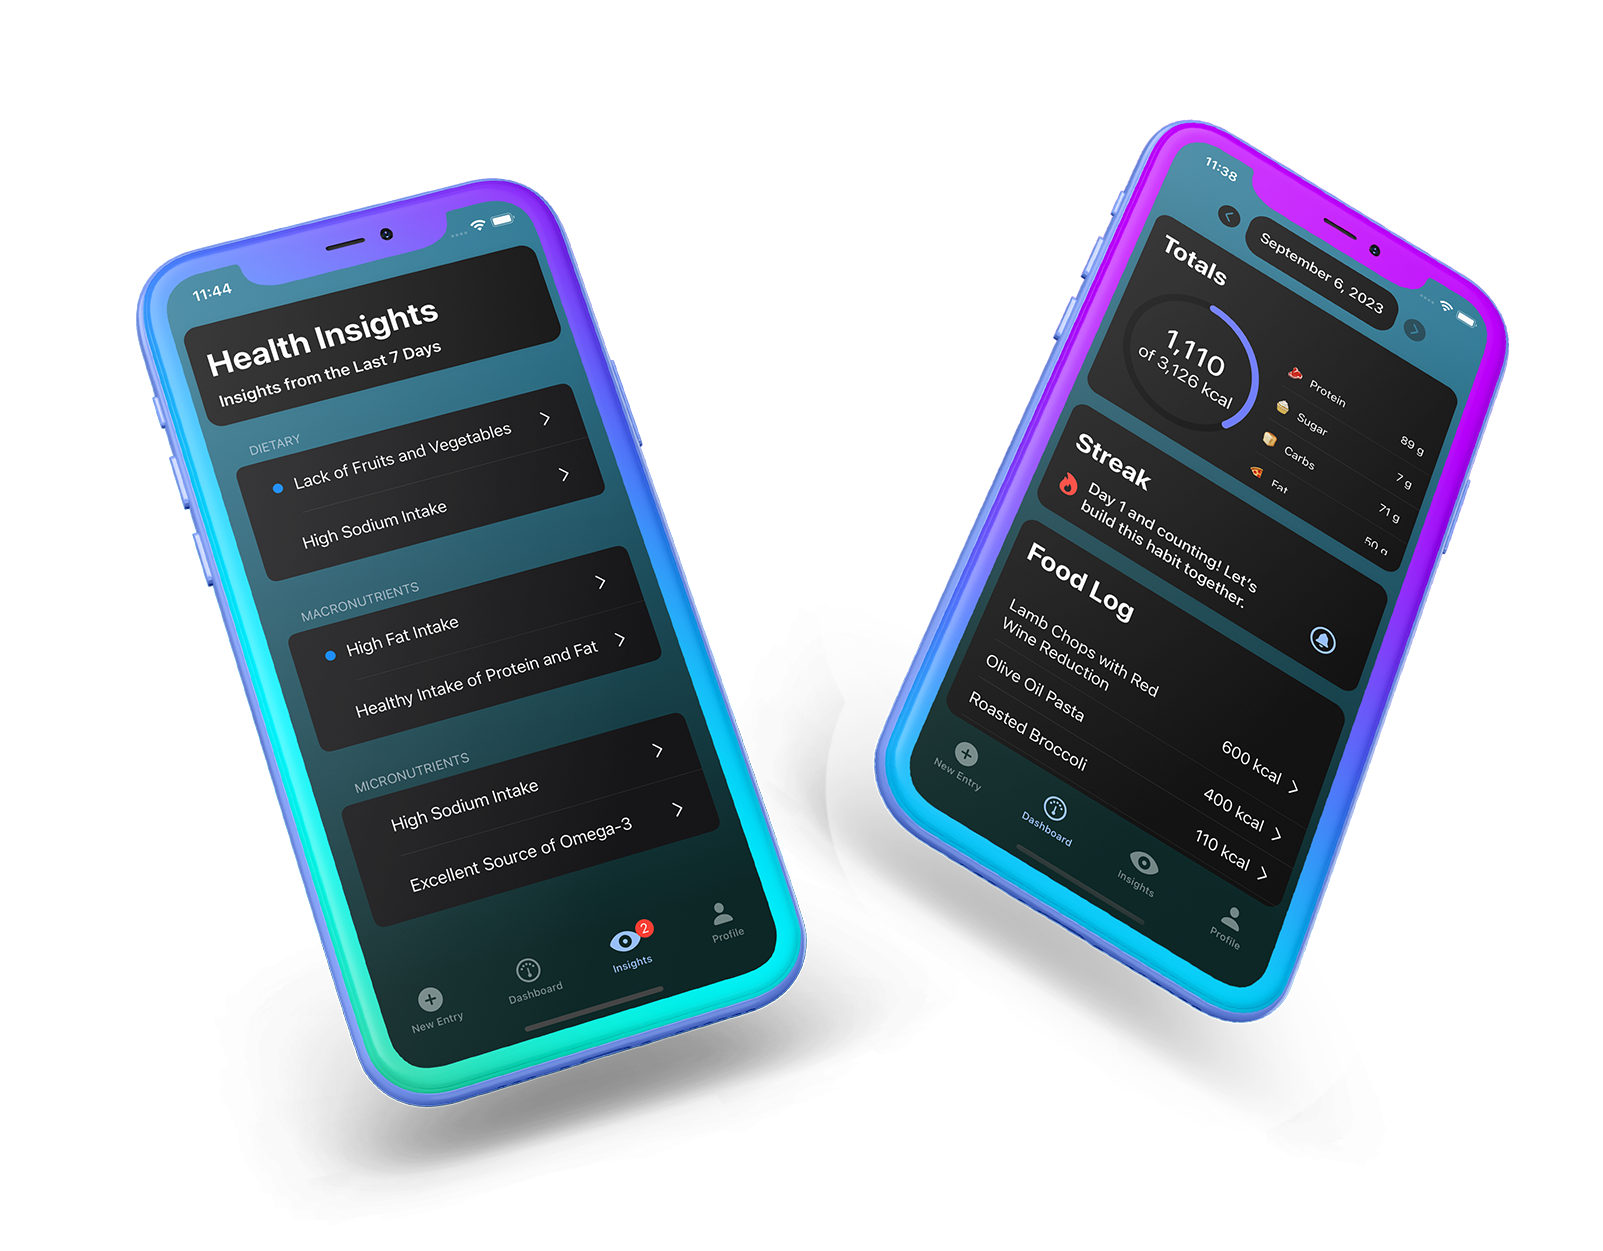 11:44
Health Insights
Insights from the Last 7 Days
DIETARY
Lack of Fruits and Vegetables
High Sodium Intake
MACRONUTRIENTS
High Fat Intake
Healthy Intake of Protein and Fat
MICRONUTRIENTS
High Sodium Intake
Excellent Source of Omega-3
New Entry
Dashboard
Insights
2
Profile
11:38
September 6, 2023
Totals
1,110
of 3,126 kcal
Protein 89 g
Sugar 7 g
Carbs 71 g
Fat 50 g
Streak
Day 1 and counting! Let's
build this habit together.
Food Log
Lamb Chops with Red
Wine Reduction
600 kcal
Olive Oil Pasta
400 kcal
Roasted Broccoli
110 kcal
New Entry
Dashboard
Insights
Profile